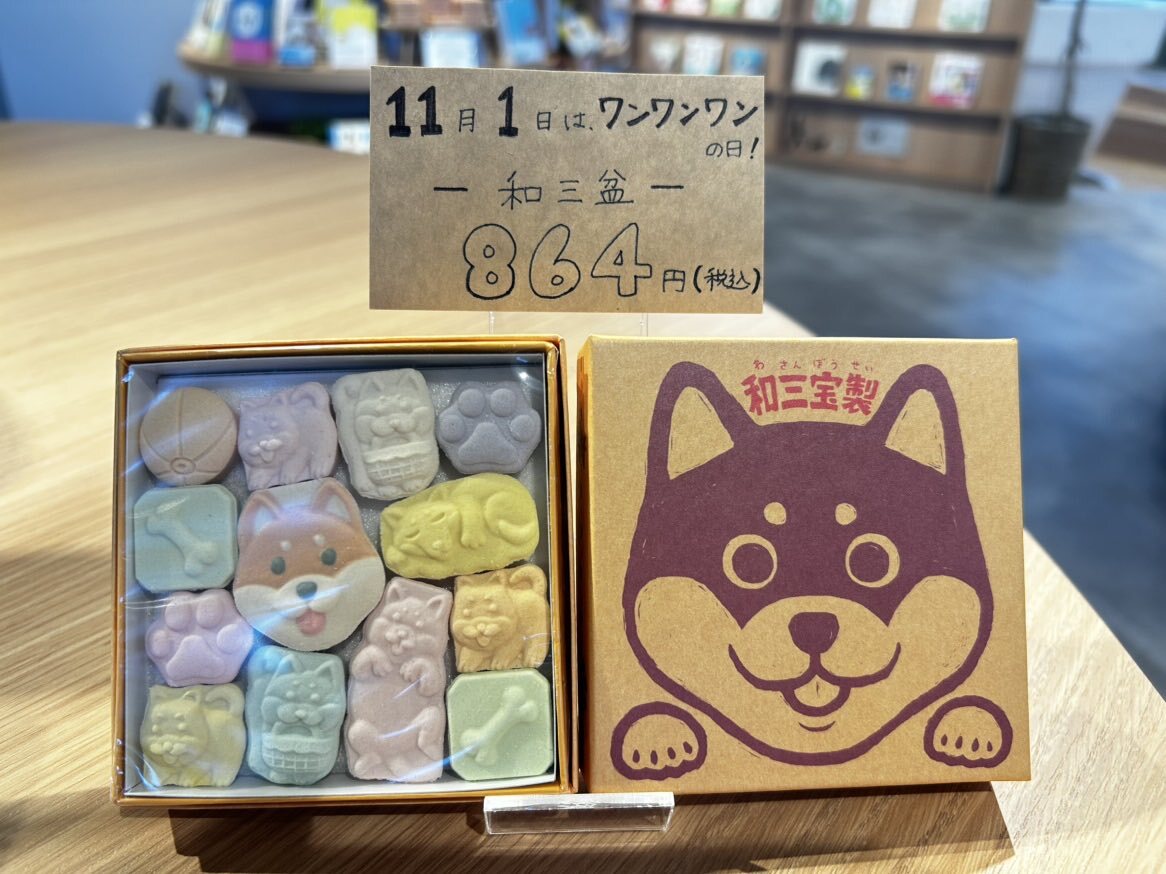 11月1日は、ワンワンワン
の日!
ー 和三盆 ー
864円(税込)
わさんぼうせい
和三宝製